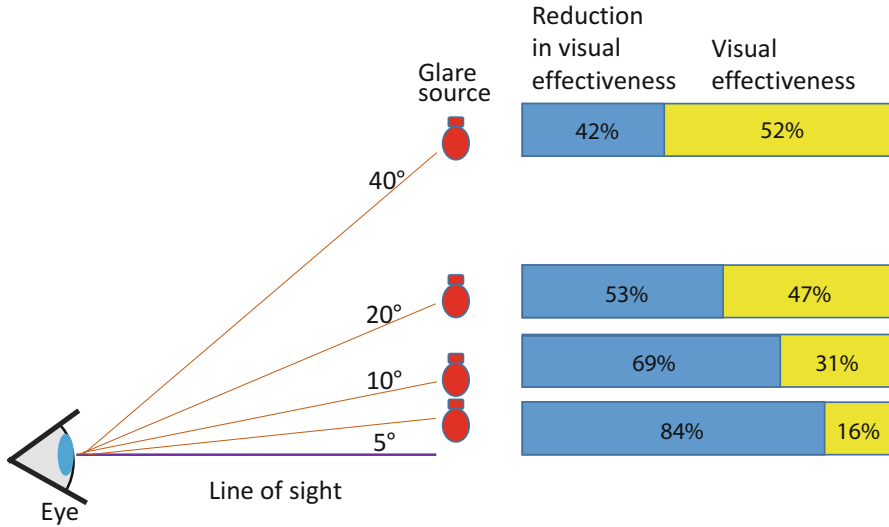 Reduction
in visual
effectiveness
Visual
effectiveness
Glare
source
42%
52%
40°
53%
47%
20°
69%
31%
10°
84%
16%
5°
Line of sight
Eye